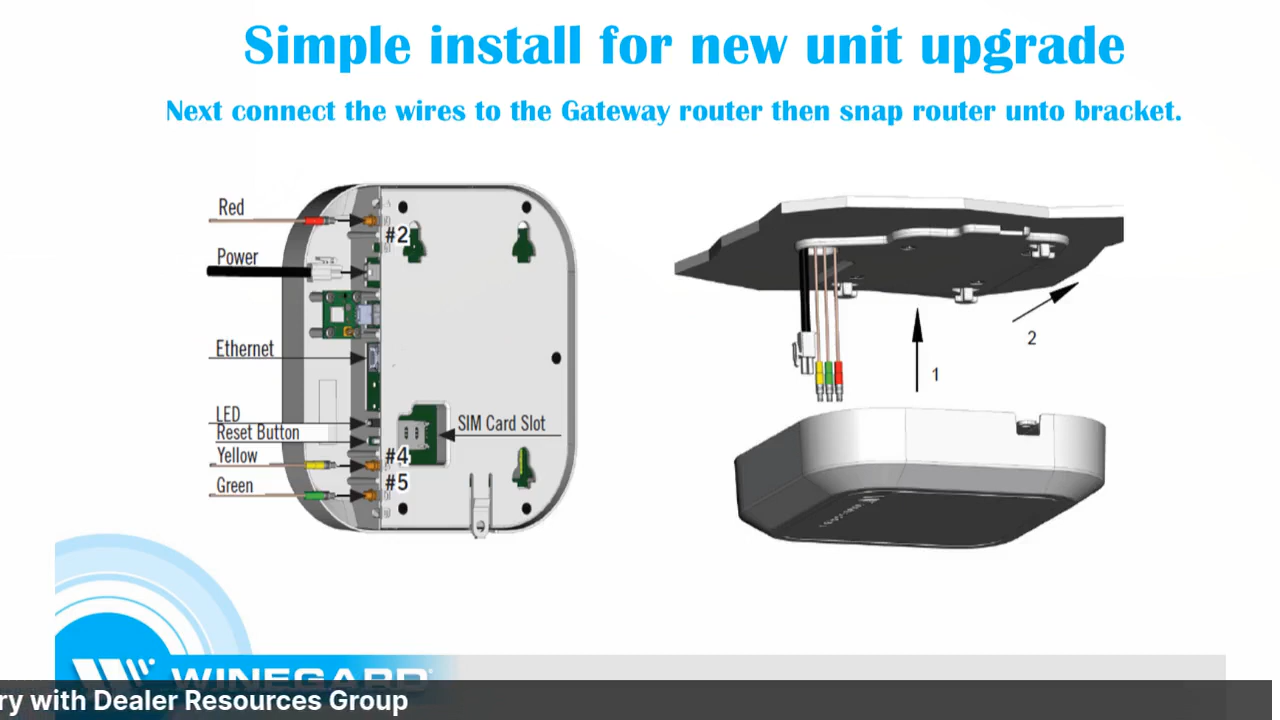 Simple install for new unit upgrade
Next connect the wires to the Gateway router then snap router unto bracket.
Red
#2
Power
Ethernet
LED
Reset Button
SIM Card Slot
Yellow
#4
Green
#5
1
2
WINEGARD
ry with Dealer Resources Group